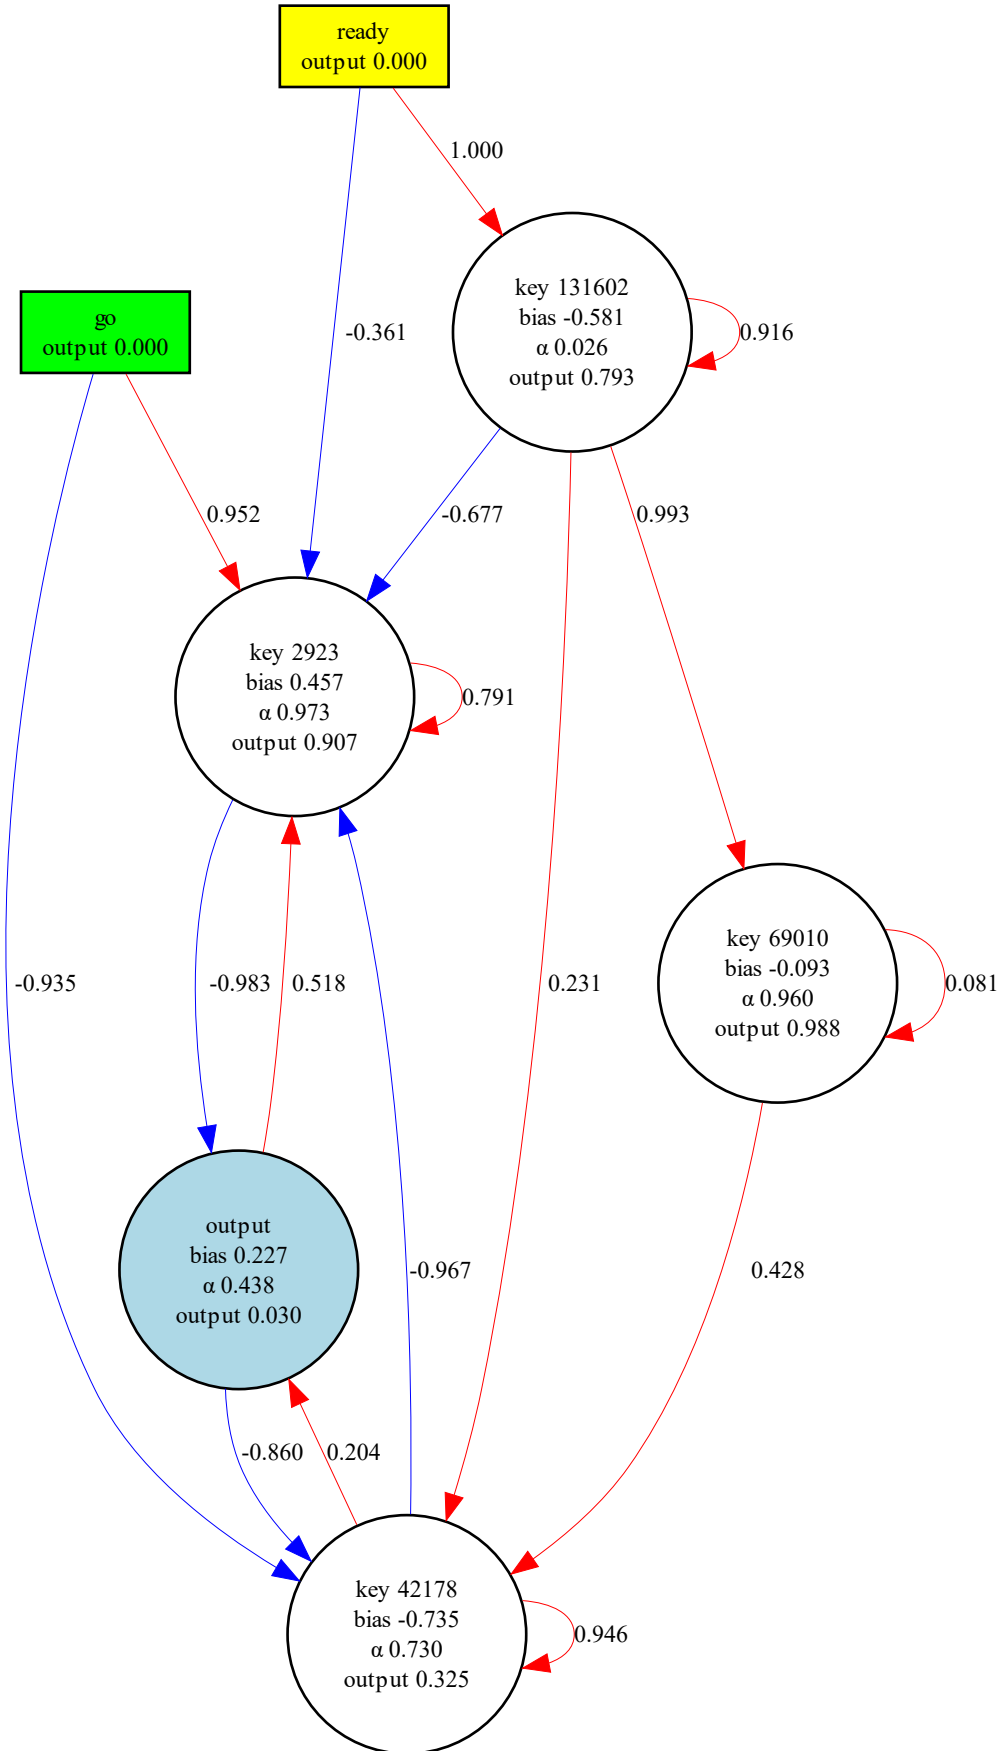 ready
output 0.000
1.000
key 131602
bias -0.581
α 0.026
output 0.793
0.916
go
output 0.000
-0.361
0.952
-0.677
0.993
key 2923
bias 0.457
α 0.973
output 0.907
0.791
key 69010
bias -0.093
α 0.960
output 0.988
0.081
-0.935
-0.983
0.518
0.231
output
bias 0.227
α 0.438
output 0.030
-0.967
0.428
-0.860
0.204
key 42178
bias -0.735
α 0.730
output 0.325
0.946